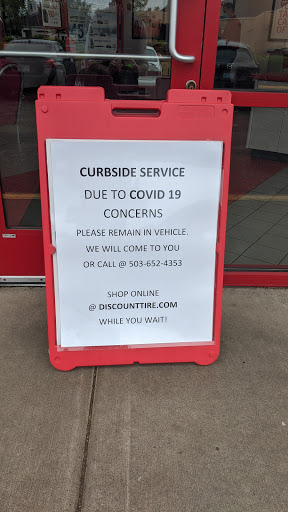 CURBSIDE SERVICE
DUE TO COVID 19
CONCERNS
PLEASE REMAIN IN VEHICLE.
WE WILL COME TO YOU
OR CALL @ 503-652-4353
SHOP ONLINE
@ DISCOUNTTIRE.COM
WHILE YOU WAIT!